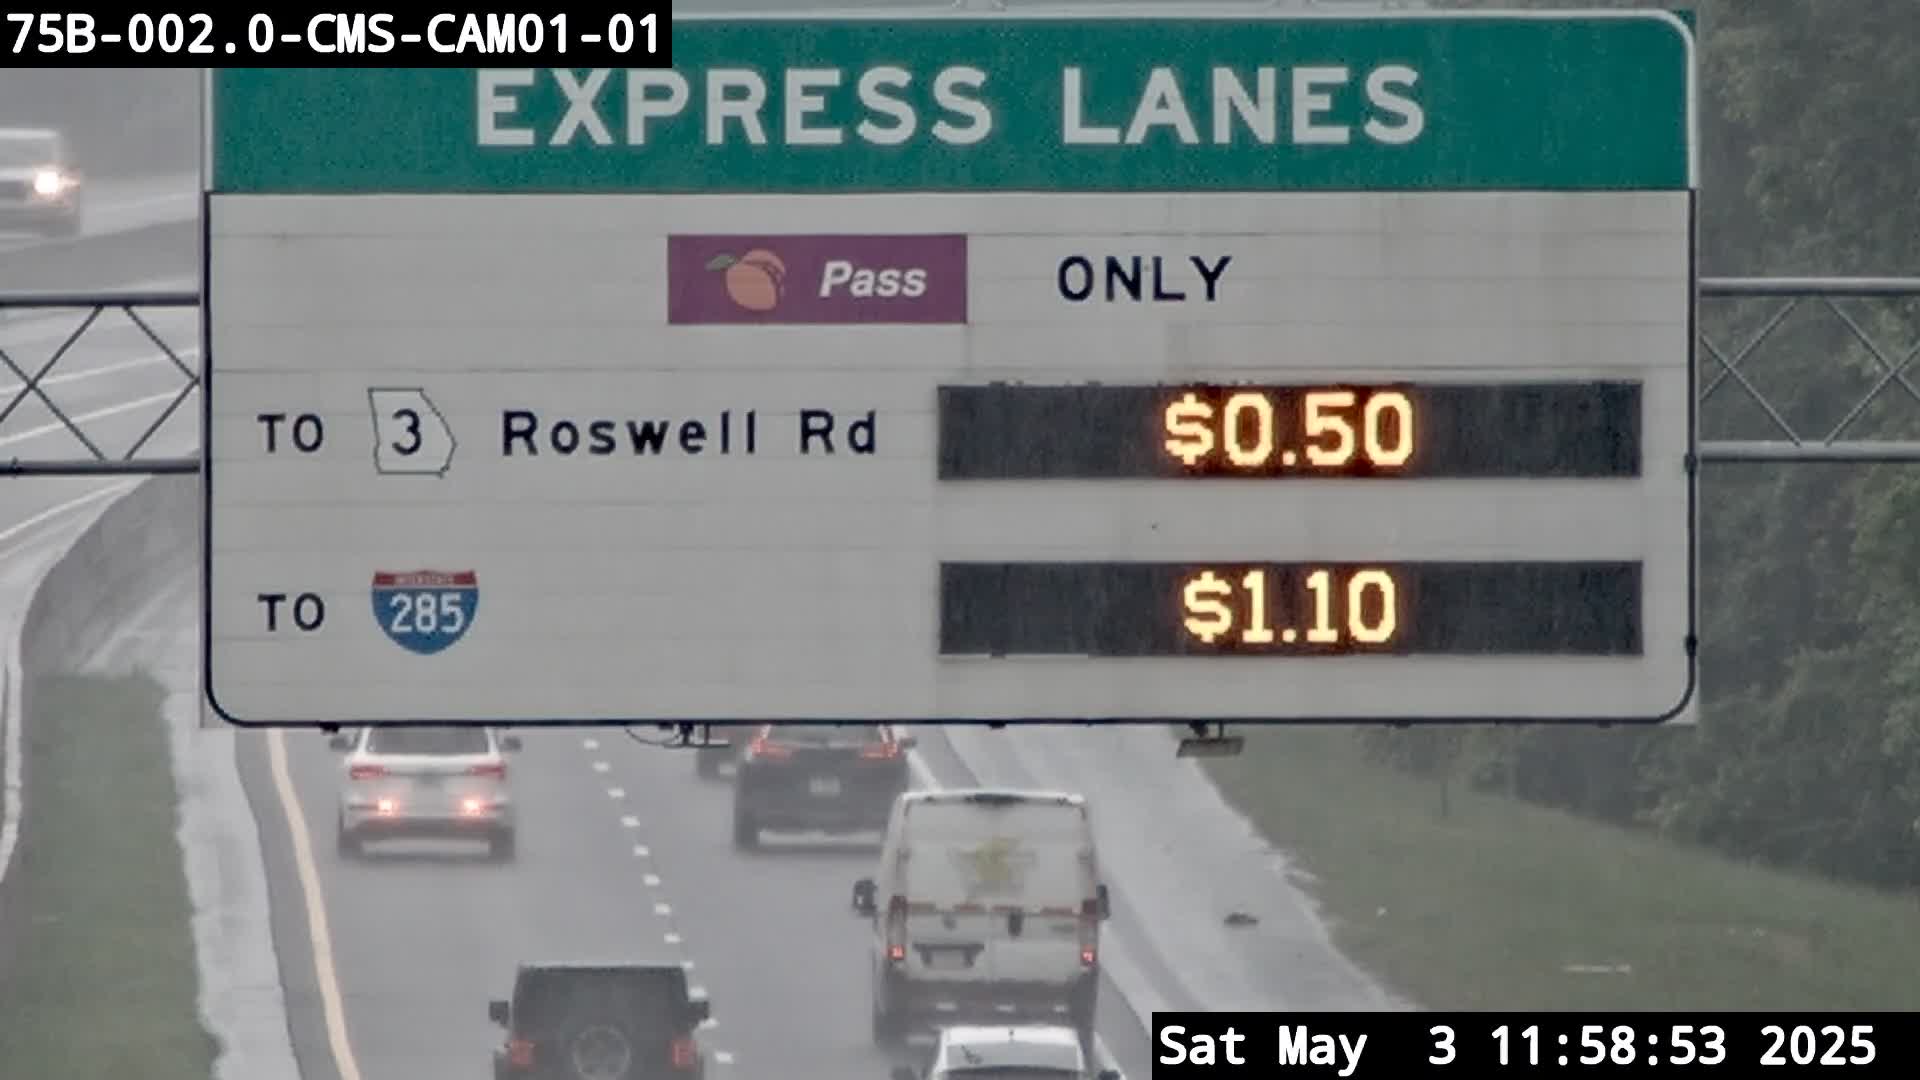 75B-002.0-CMS-CAM01-01
EXPRESS LANES
Pass ONLY
TO 3 Roswell Rd $0.50
INTERSTATE
TO 285 $1.10
Sat May 3 11:58:53 2025